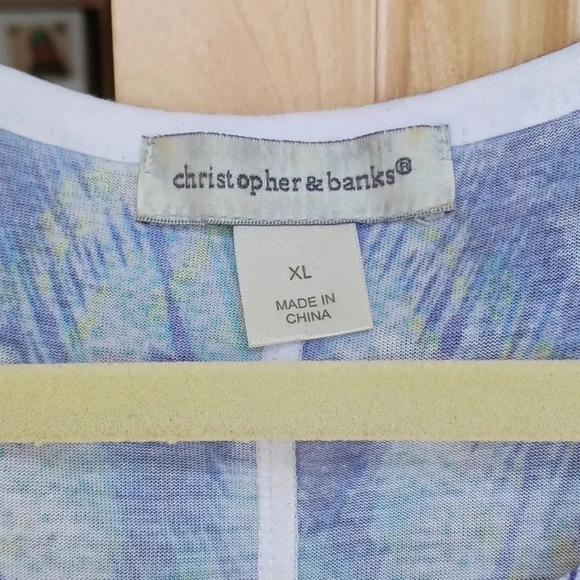 christopher & banks®
XL
MADE IN
CHINA